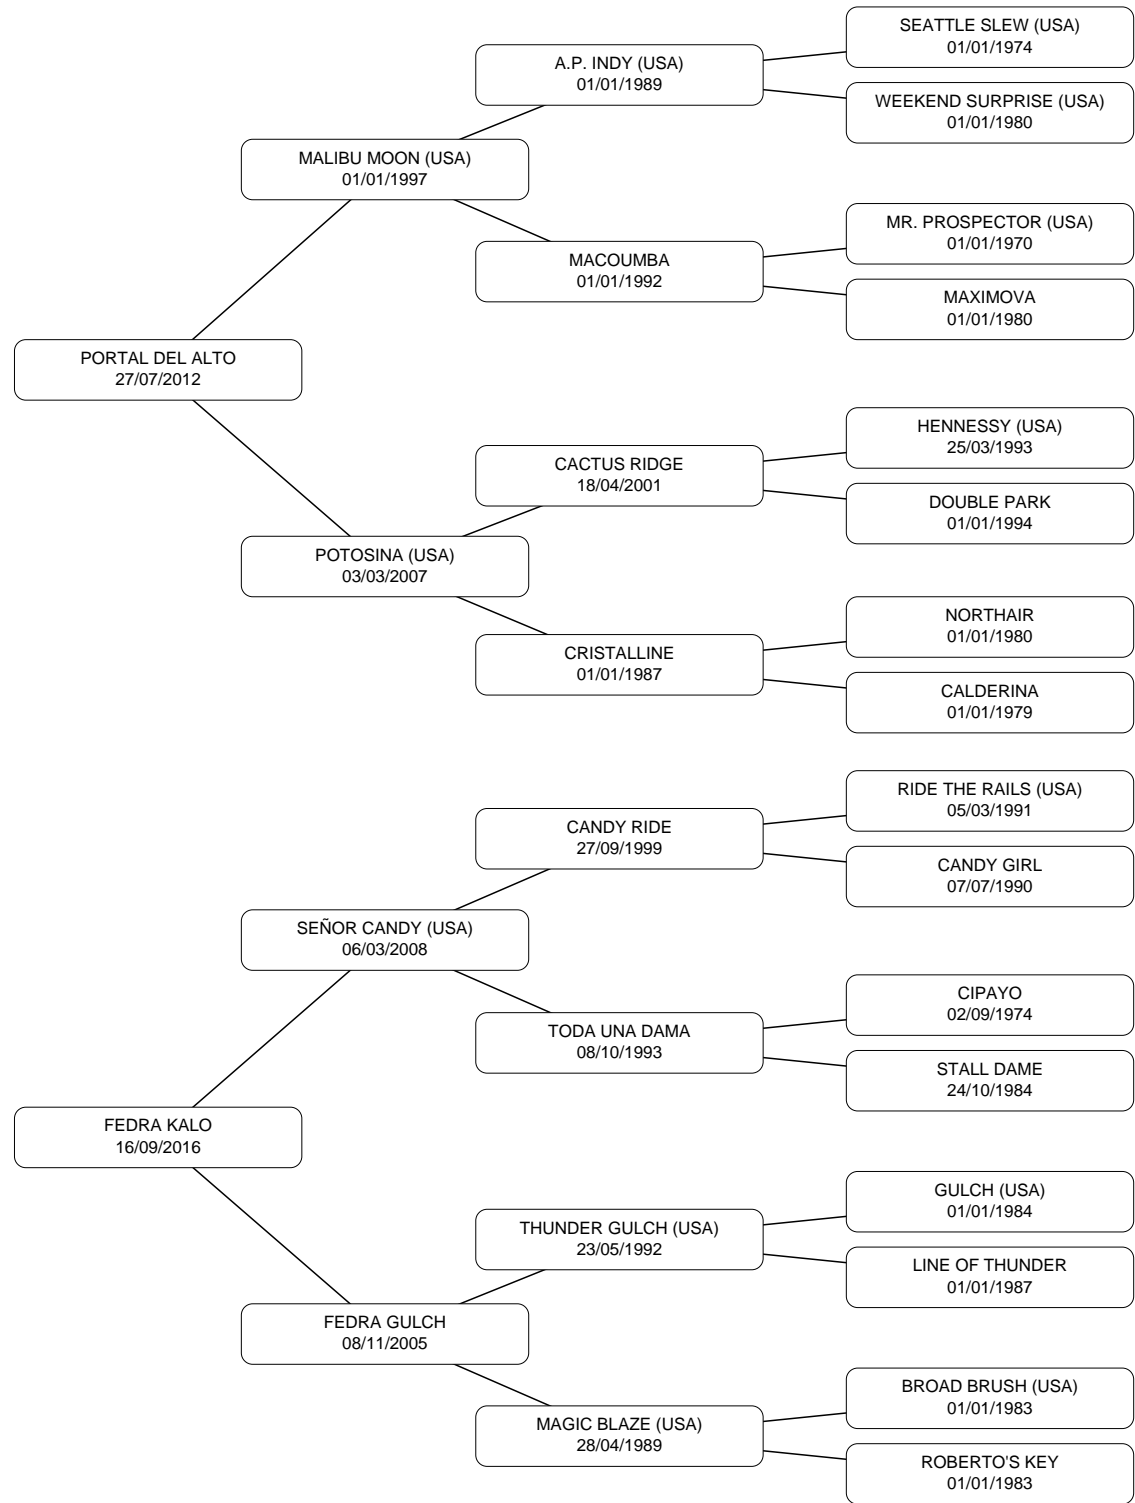 SEATTLE SLEW (USA)
01/01/1974
A.P. INDY (USA)
01/01/1989
WEEKEND SURPRISE (USA)
01/01/1980
MALIBU MOON (USA)
01/01/1997
MR. PROSPECTOR (USA)
01/01/1970
MACOUMBA
01/01/1992
MAXIMOVA
01/01/1980
PORTAL DEL ALTO
27/07/2012
HENNESSY (USA)
25/03/1993
CACTUS RIDGE
18/04/2001
DOUBLE PARK
01/01/1994
POTOSINA (USA)
03/03/2007
NORTHAIR
01/01/1980
CRISTALLINE
01/01/1987
CALDERINA
01/01/1979
RIDE THE RAILS (USA)
05/03/1991
CANDY RIDE
27/09/1999
CANDY GIRL
07/07/1990
SEÑOR CANDY (USA)
06/03/2008
CIPAYO
02/09/1974
TODA UNA DAMA
08/10/1993
STALL DAME
24/10/1984
FEDRA KALO
16/09/2016
GULCH (USA)
01/01/1984
THUNDER GULCH (USA)
23/05/1992
LINE OF THUNDER
01/01/1987
FEDRA GULCH
08/11/2005
BROAD BRUSH (USA)
01/01/1983
MAGIC BLAZE (USA)
28/04/1989
ROBERTO'S KEY
01/01/1983